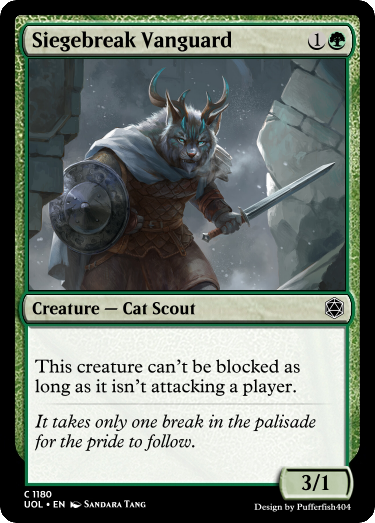 Siegebreak Vanguard 1
Creature — Cat Scout
This creature can't be blocked as
long as it isn't attacking a player.
It takes only one break in the palisade
for the pride to follow.
3/1
C 1180
UOL • EN Sandara Tang
Design by Pufferfish404